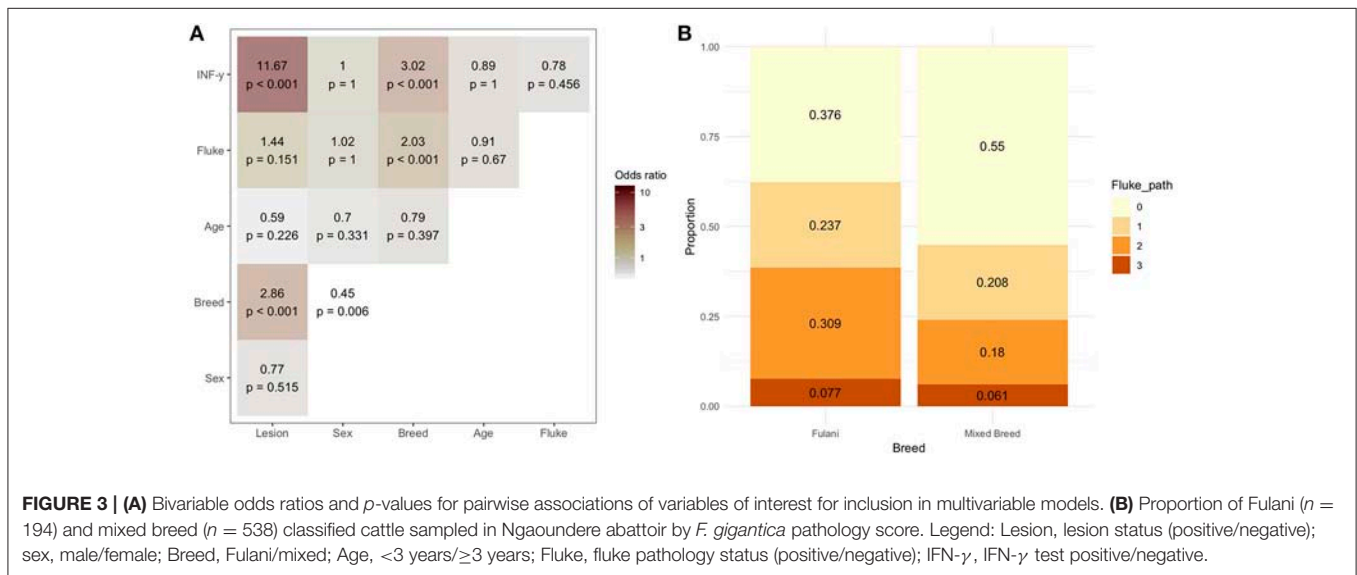 A
INF-y
11.67
p < 0.001
1
p = 1
3.02
p < 0.001
0.89
p = 1
0.78
p = 0.456
Fluke
1.44
p = 0.151
1.02
p = 1
2.03
p < 0.001
0.91
p = 0.67
Age
0.59
p = 0.226
0.7
p = 0.331
0.79
p = 0.397
Breed
2.86
p < 0.001
0.45
p = 0.006
Sex
0.77
p = 0.515
Lesion Sex Breed Age Fluke
Odds ratio
10
3
1
B
Proportion
1.00
0.75
0.50
0.25
0.00
0.376
0.237
0.309
0.077
0.55
0.208
0.18
0.061
Fulani Mixed Breed
Breed
Fluke_path
0
1
2
3
FIGURE 3 | (A) Bivariable odds ratios and p-values for pairwise associations of variables of interest for inclusion in multivariable models. (B) Proportion of Fulani (n =
194) and mixed breed (n = 538) classified cattle sampled in Ngaoundere abattoir by F. gigantica pathology score. Legend: Lesion, lesion status (positive/negative);
sex, male/female; Breed, Fulani/mixed; Age, <3 years/≥3 years; Fluke, fluke pathology status (positive/negative); IFN-γ, IFN-γ test positive/negative.